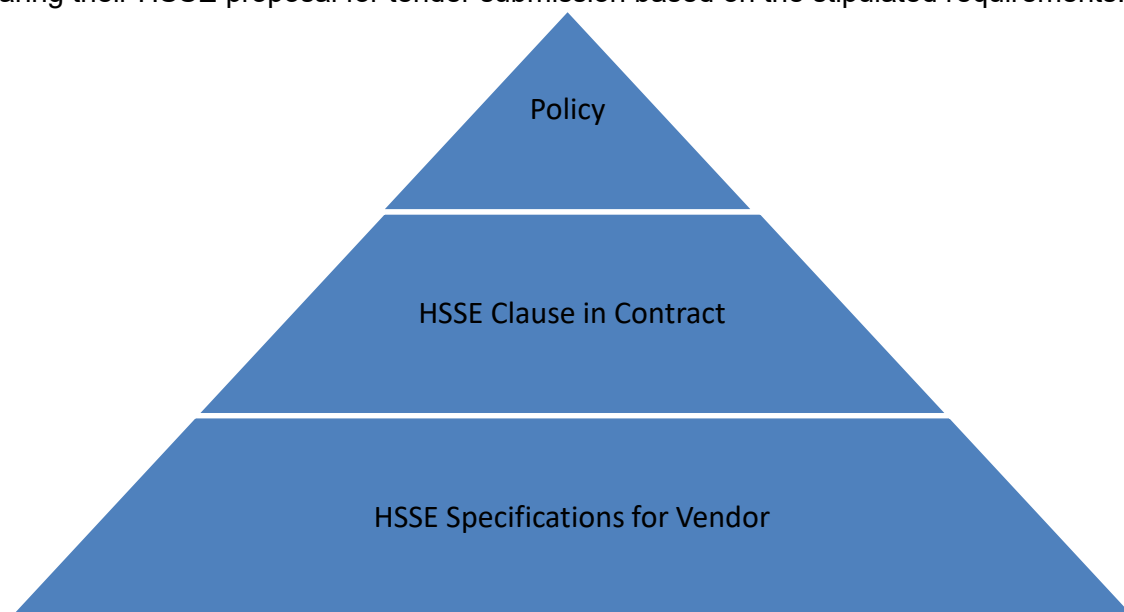 aring their HSSE proposal for tender submission based on the stipulated requirements.
Policy
HSSE Clause in Contract
HSSE Specifications for Vendor